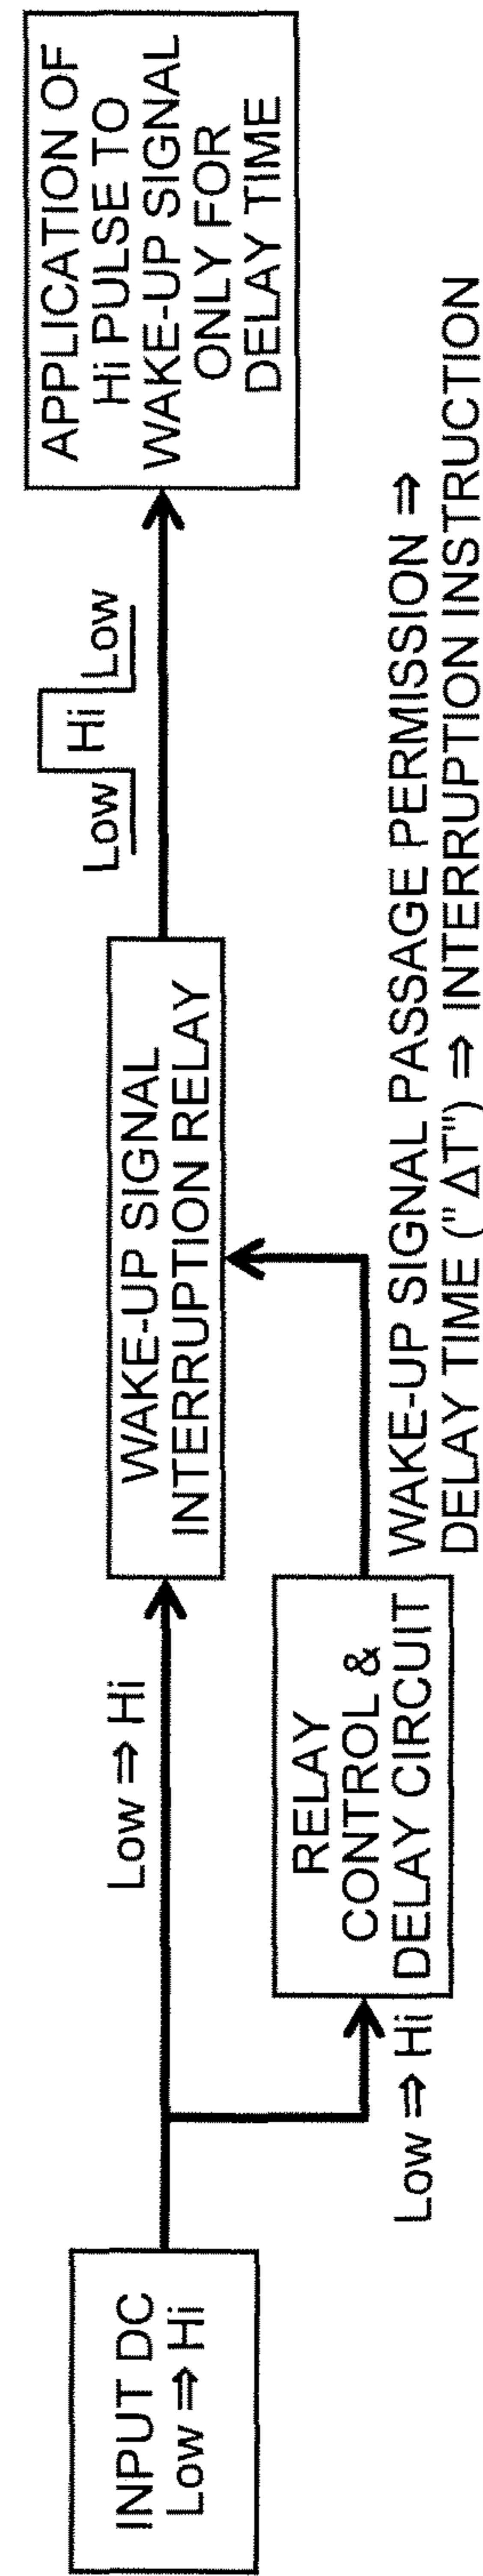 INPUT DC
Low ⇒ Hi
Low ⇒ Hi
Low ⇒ Hi
RELAY
CONTROL &
DELAY CIRCUIT
WAKE-UP SIGNAL
INTERRUPTION RELAY
WAKE-UP SIGNAL PASSAGE PERMISSION ⇒
DELAY TIME (" ΔT") ⇒ INTERRUPTION INSTRUCTION
Low Hi Low
APPLICATION OF
Hi PULSE TO
WAKE-UP SIGNAL
ONLY FOR
DELAY TIME